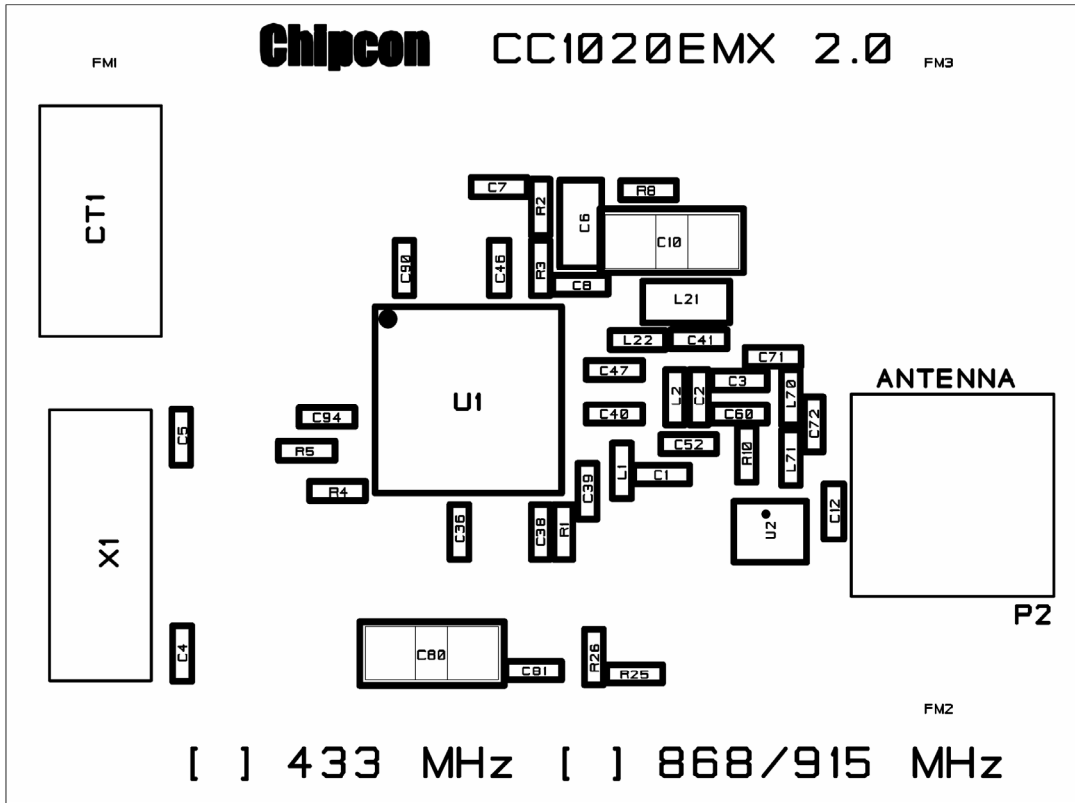 Chipcon CC1020EMX 2.0
FM1
FM3
CT1
C7
R2
C6
R8
C10
C90
C46
R3
C8
L21
L22
C41
C47
C71
U1
L2
C2
C3
L70
ANTENNA
C94
C40
C60
C72
C5
R5
C52
R10
L71
R4
L1
C1
C39
X1
C36
C38
R1
U2
C12
P2
C4
C80
C81
R26
R25
FM2
[ ] 433 MHz [ ] 868/915 MHz